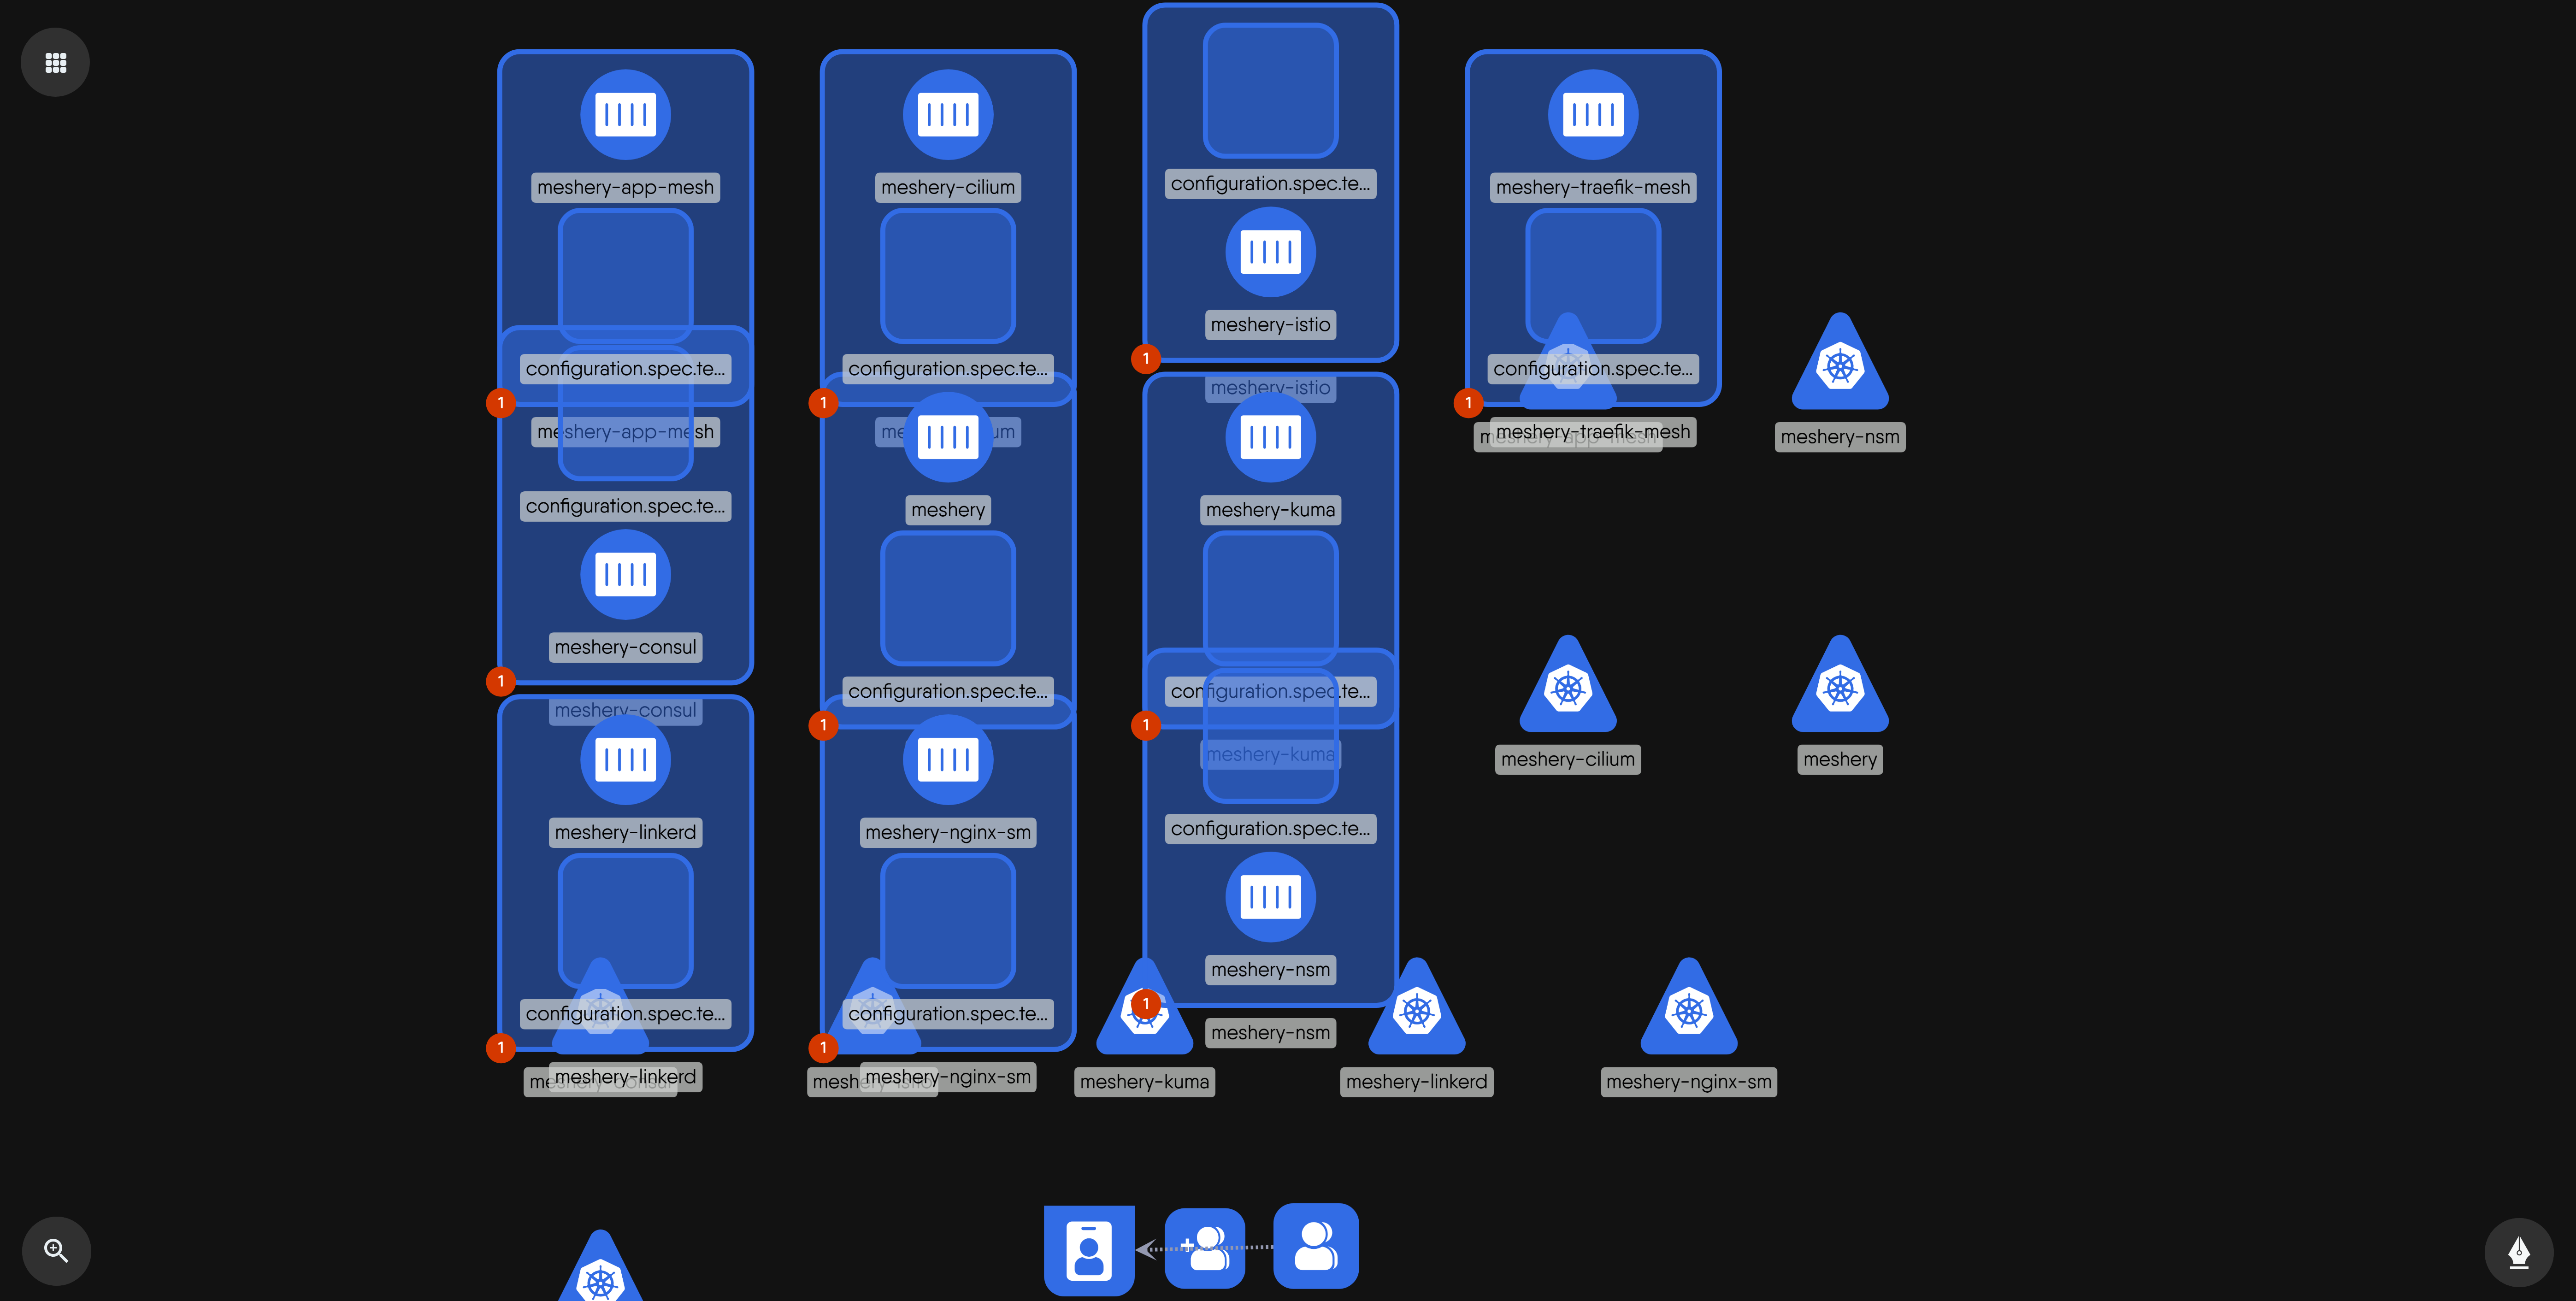 meshery-app-mesh
configuration.spec.te...
1
meshery-app-mesh
configuration.spec.te...
meshery-consul
1
meshery-consul
meshery-linkerd
configuration.spec.te...
1
meshery-linkerd
meshery-cilium
configuration.spec.te...
1
meshery
configuration.spec.te...
1
meshery-nginx-sm
configuration.spec.te...
1
meshery-nginx-sm
configuration.spec.te...
meshery-istio
1
meshery-istio
meshery-kuma
configuration.spec.te...
1
meshery-kuma
configuration.spec.te...
meshery-nsm
1
meshery-nsm
meshery-traefik-mesh
configuration.spec.te...
1
meshery-traefik-mesh
meshery-nsm
meshery-cilium
meshery
meshery-kuma
meshery-linkerd
meshery-nginx-sm